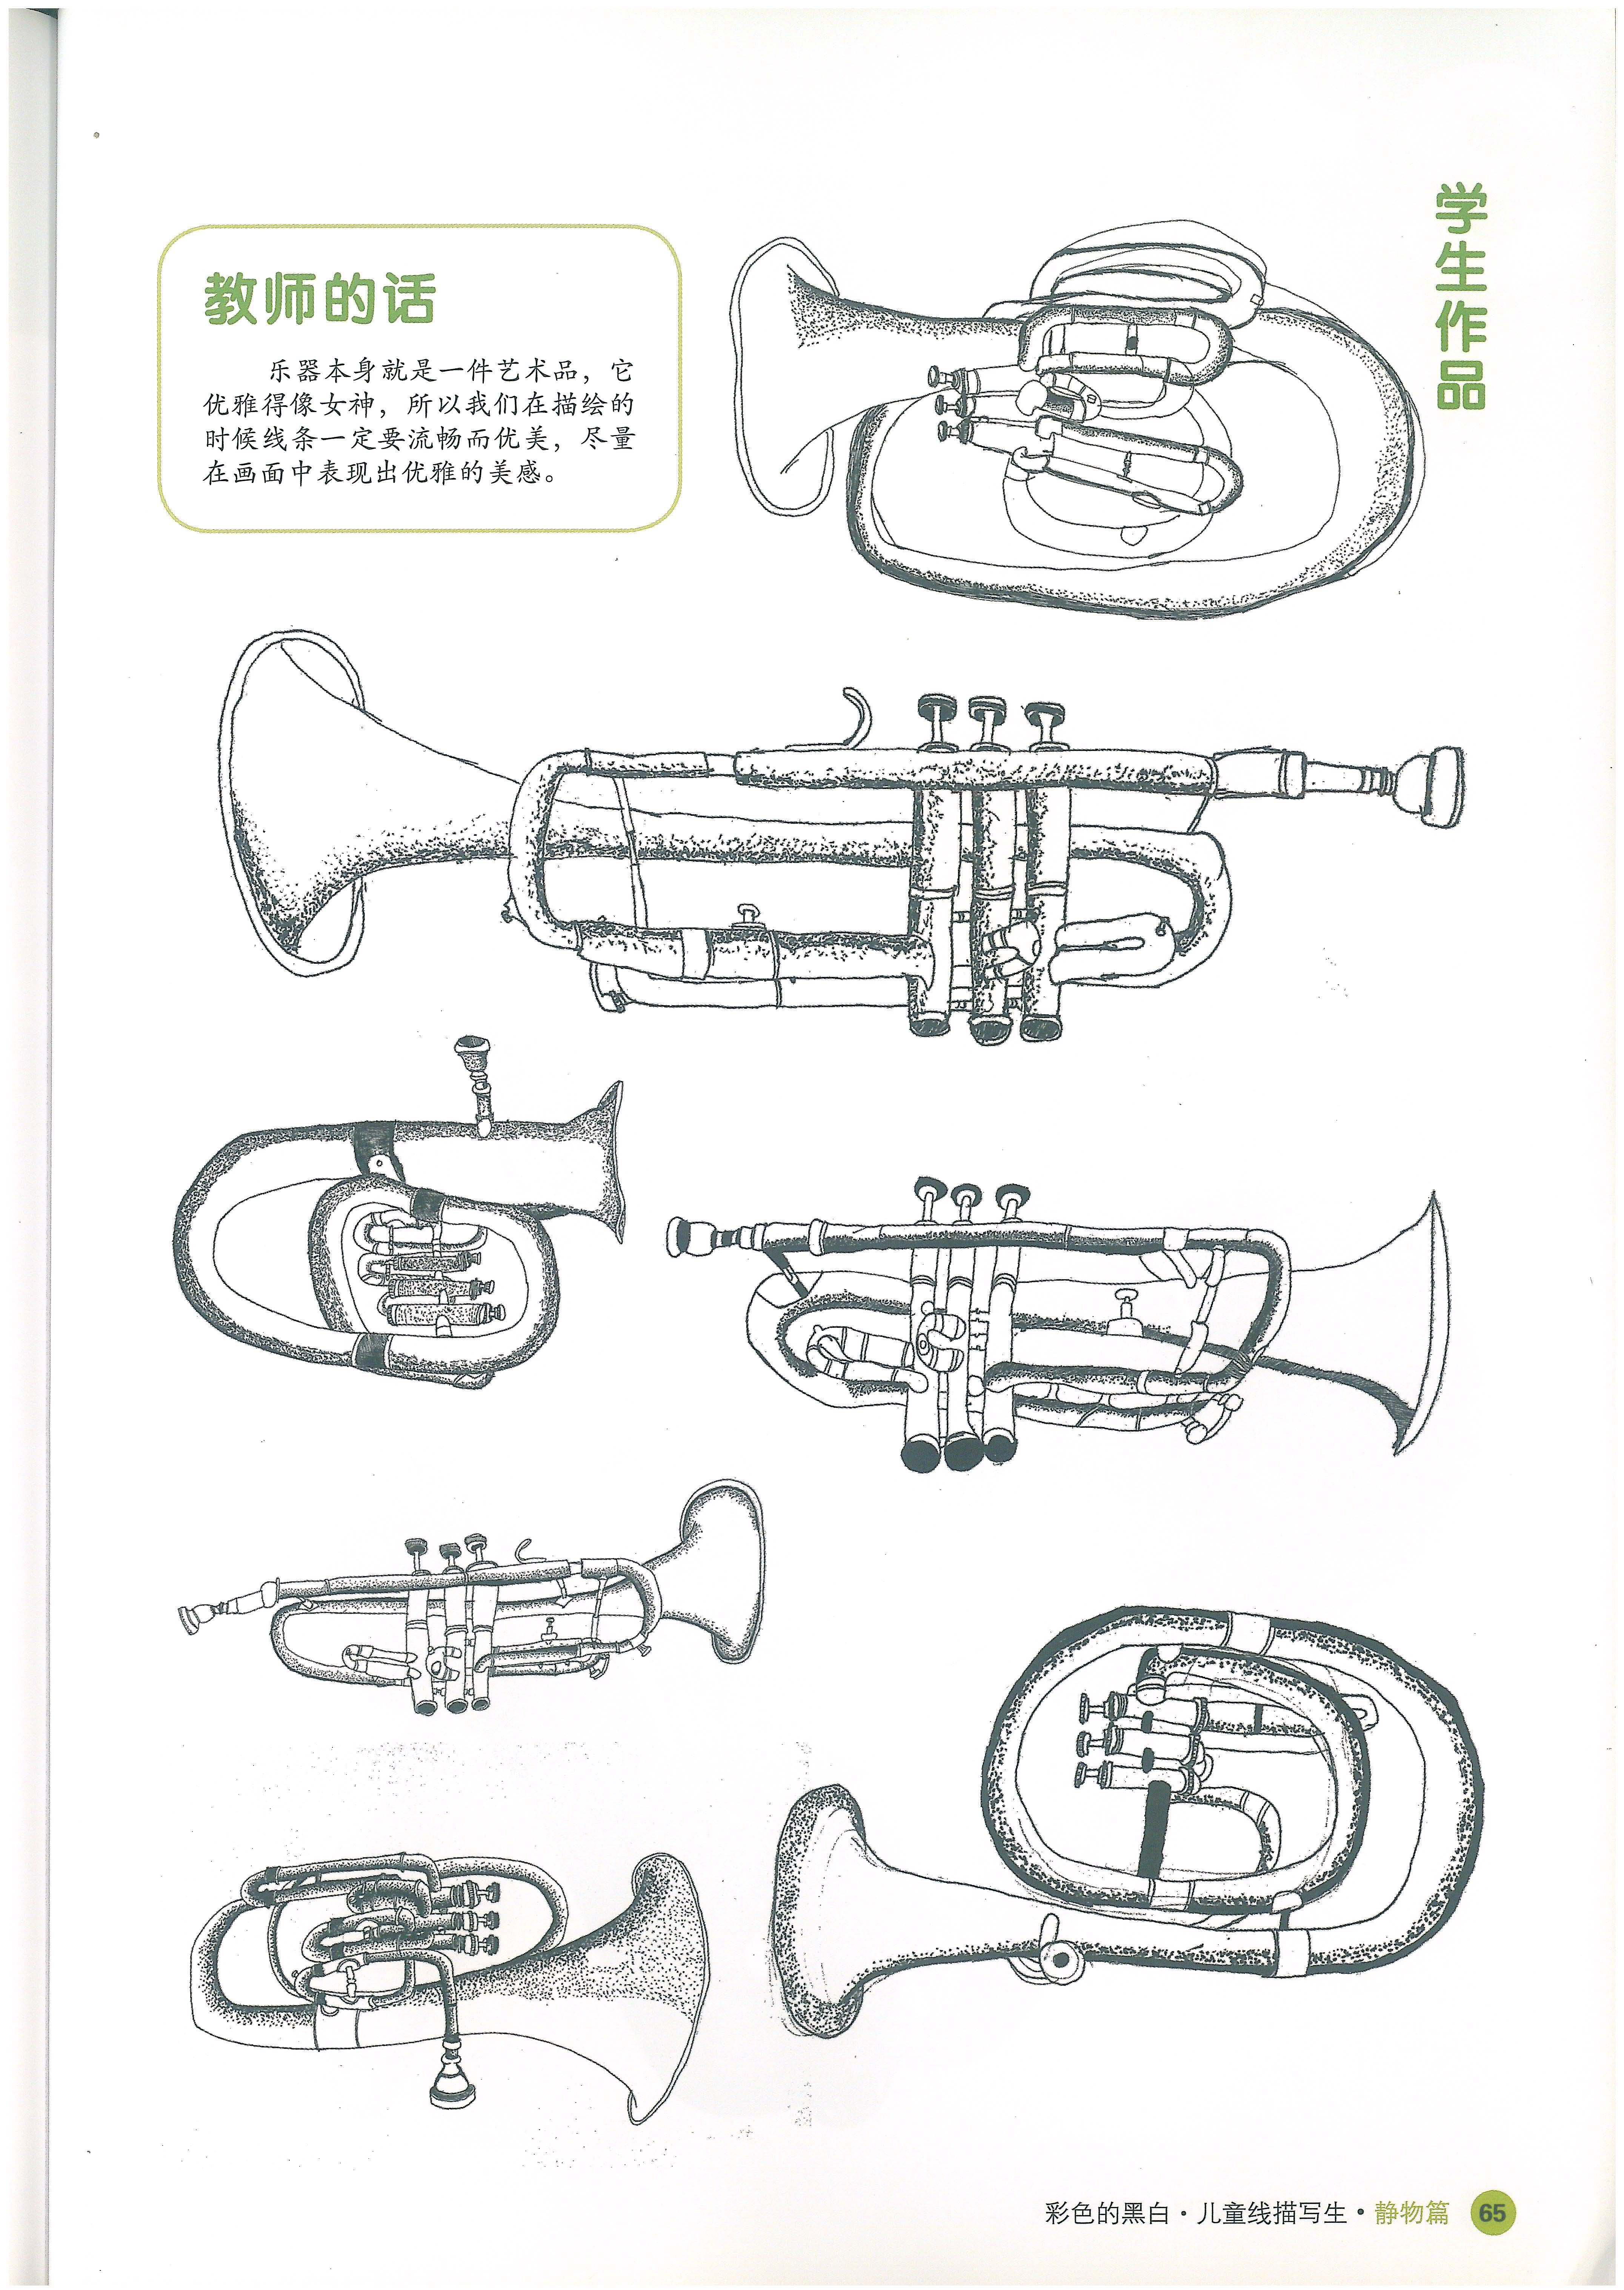 学生作品
教师的话
乐器本身就是一件艺术品，它
优雅得像女神，所以我们在描绘的
时候线条一定要流畅而优美，尽量
在画面中表现出优雅的美感。
彩色的黑白·儿童线描写生·静物篇 65